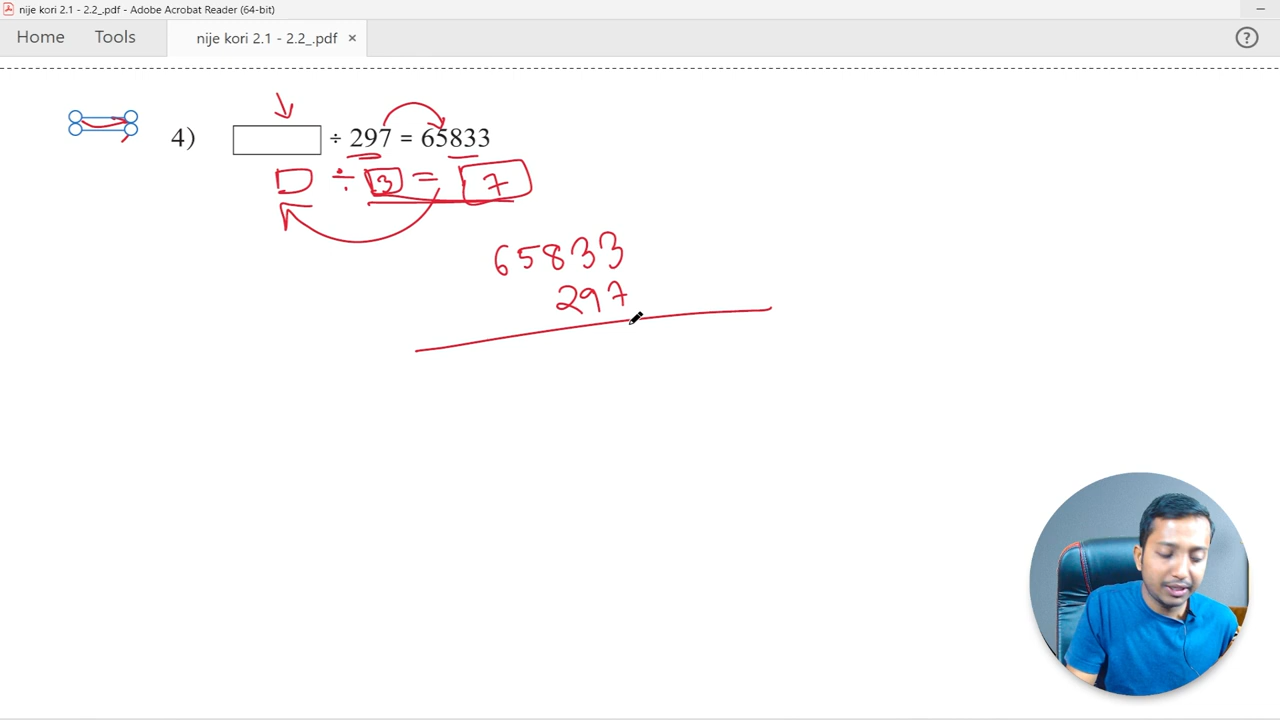 nije kori 2.1 - 2.2_.pdf - Adobe Acrobat Reader (64-bit)
Home Tools nije kori 2.1 - 2.2_.pdf × ?
4) ÷ 297 = 65833
÷ 3 = 7
65833
297